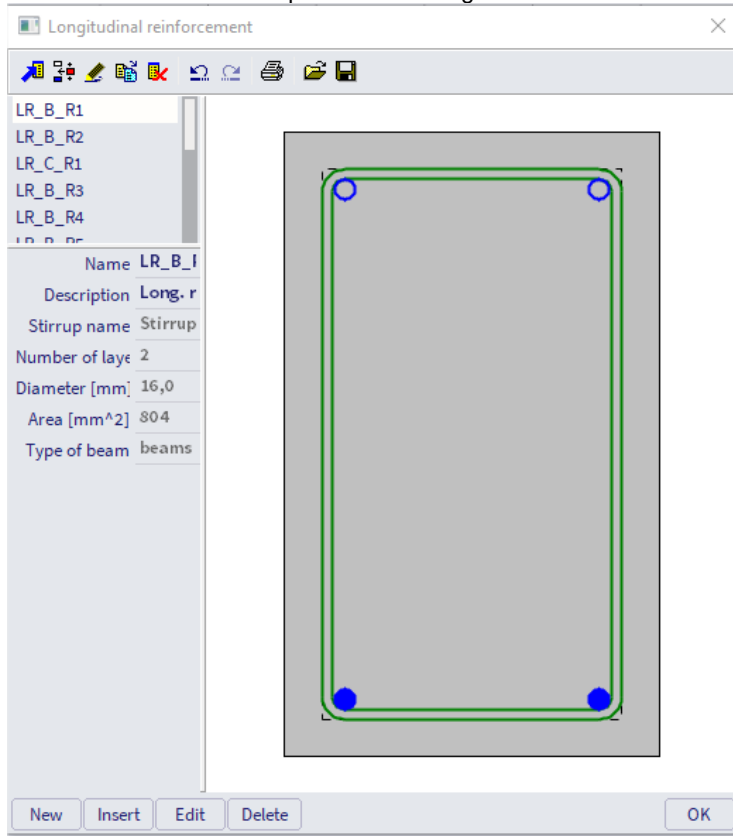 Longitudinal reinforcement
LR_B_R1
LR_B_R2
LR_C_R1
LR_B_R3
LR_B_R4
Name LR_B_
Description Long. r
Stirrup name Stirrup
Number of laye 2
Diameter [mm] 16,0
Area [mm^2] 804
Type of beam beams
New Insert Edit Delete OK